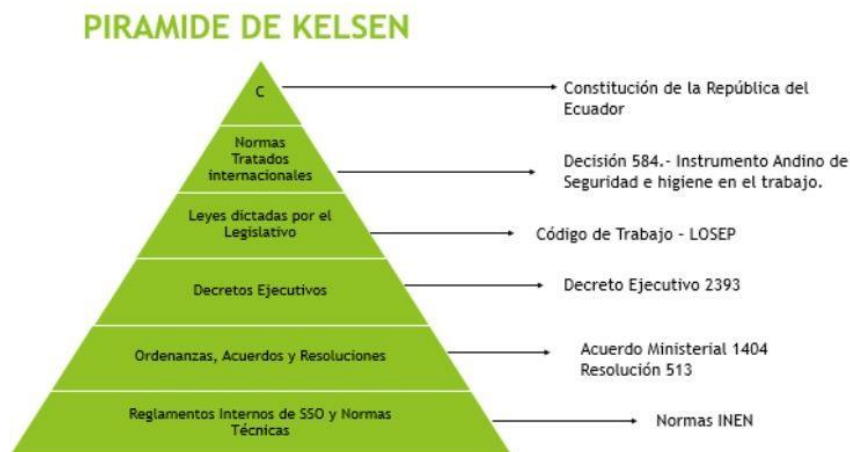 PIRAMIDE DE KELSEN
C
Constitución de la República del
Ecuador
Normas
Tratados
internacionales
Decisión 584.- Instrumento Andino de
Seguridad e higiene en el trabajo.
Leyes dictadas por el
Legislativo
Código de Trabajo - LOSEP
Decretos Ejecutivos
Decreto Ejecutivo 2393
Ordenanzas, Acuerdos y Resoluciones
Acuerdo Ministerial 1404
Resolución 513
Reglamentos Internos de SSO y Normas
Técnicas
Normas INEN